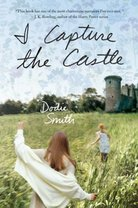 "This book has one of the most charismatic narrators I've ever met."
J. K. Rowling, author of the Harry Potter series
I Capture
the Castle
Dodie
Smith